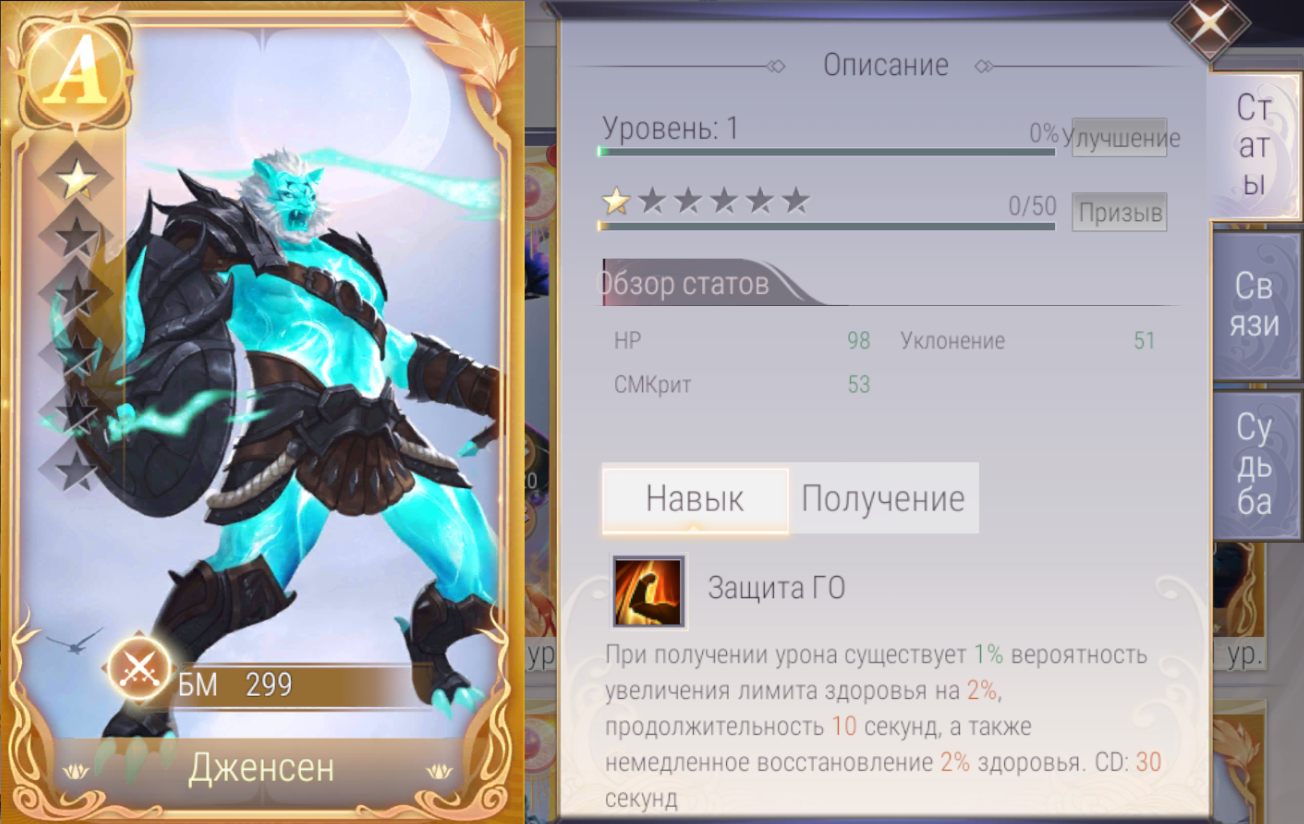 A
БМ 299
Дженсен
Описание
Уровень: 1
0% Улучшение
0/50 Призыв
Обзор статов
HP 98 Уклонение 51
СМКрит 53
Навык Получение
Защита ГО
При получении урона существует 1% вероятность
увеличения лимита здоровья на 2%,
продолжительность 10 секунд, а также
немедленное восстановление 2% здоровья. CD: 30
секунд
Ст
ат
ы
Св
язи
Су
дь
ба
ур
ур.